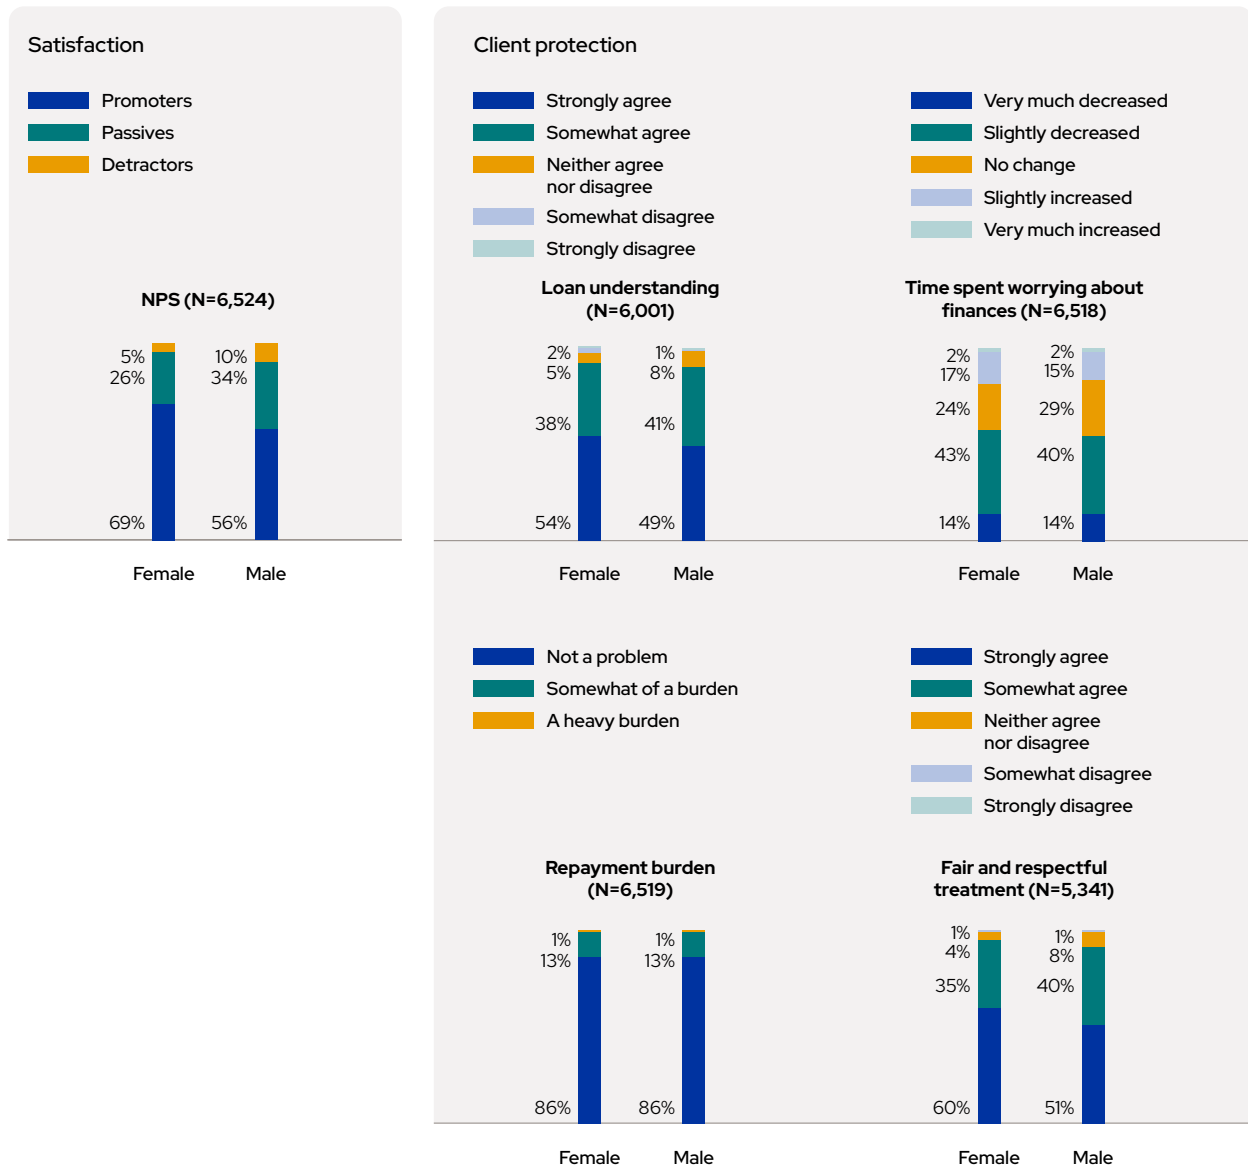 Satisfaction
Promoters
Passives
Detractors
NPS (N=6,524)
5%
10%
26%
34%
69%
56%
Female
Male
Client protection
Strongly agree
Somewhat agree
Neither agree
nor disagree
Somewhat disagree
Strongly disagree
Very much decreased
Slightly decreased
No change
Slightly increased
Very much increased
Loan understanding
(N=6,001)
2%
1%
5%
8%
38%
41%
54%
49%
Female
Male
Time spent worrying about
finances (N=6,518)
2%
2%
17%
15%
24%
29%
43%
40%
14%
14%
Female
Male
Not a problem
Somewhat of a burden
A heavy burden
Strongly agree
Somewhat agree
Neither agree
nor disagree
Somewhat disagree
Strongly disagree
Repayment burden
(N=6,519)
1%
1%
13%
13%
86%
86%
Female
Male
Fair and respectful
treatment (N=5,341)
1%
1%
4%
8%
35%
40%
60%
51%
Female
Male